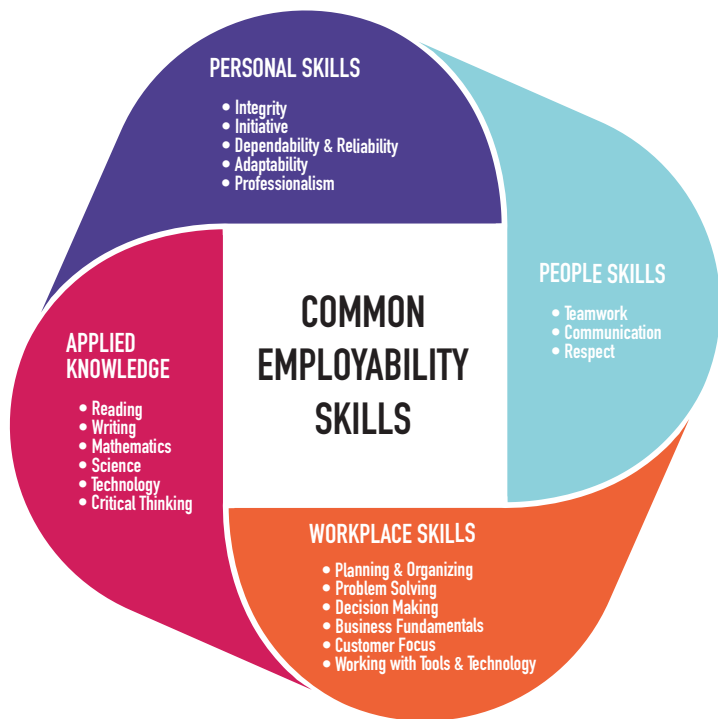 PERSONAL SKILLS
• Integrity
• Initiative
• Dependability & Reliability
• Adaptability
• Professionalism
PEOPLE SKILLS
• Teamwork
• Communication
• Respect
COMMON
EMPLOYABILITY
SKILLS
APPLIED
KNOWLEDGE
• Reading
• Writing
• Mathematics
• Science
• Technology
• Critical Thinking
WORKPLACE SKILLS
• Planning & Organizing
• Problem Solving
• Decision Making
• Business Fundamentals
• Customer Focus
• Working with Tools & Technology